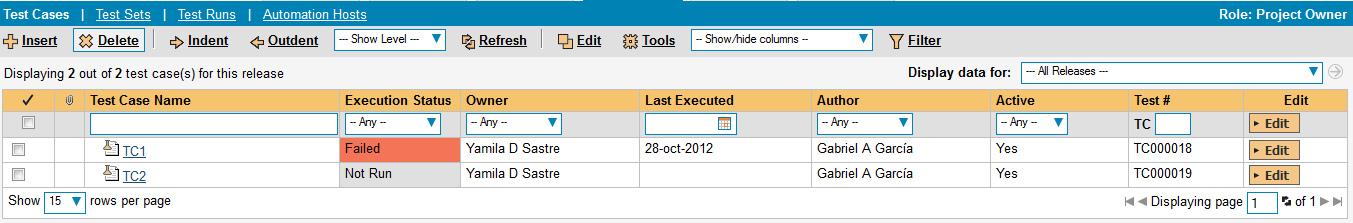 Test Cases | Test Sets | Test Runs | Automation Hosts Role: Project Owner
Insert Delete Indent Outdent -- Show Level -- Refresh Edit Tools -- Show/hide columns -- Filter
Displaying 2 out of 2 test case(s) for this release Display data for: --- All Releases ---
Test Case Name Execution Status Owner Last Executed Author Active Test # Edit
-- Any -- -- Any -- -- Any -- -- Any -- TC Edit
TC1 Failed Yamila D Sastre 28-oct-2012 Gabriel A García Yes TC000018 Edit
TC2 Not Run Yamila D Sastre Gabriel A García Yes TC000019 Edit
Show 15 rows per page Displaying page 1 of 1